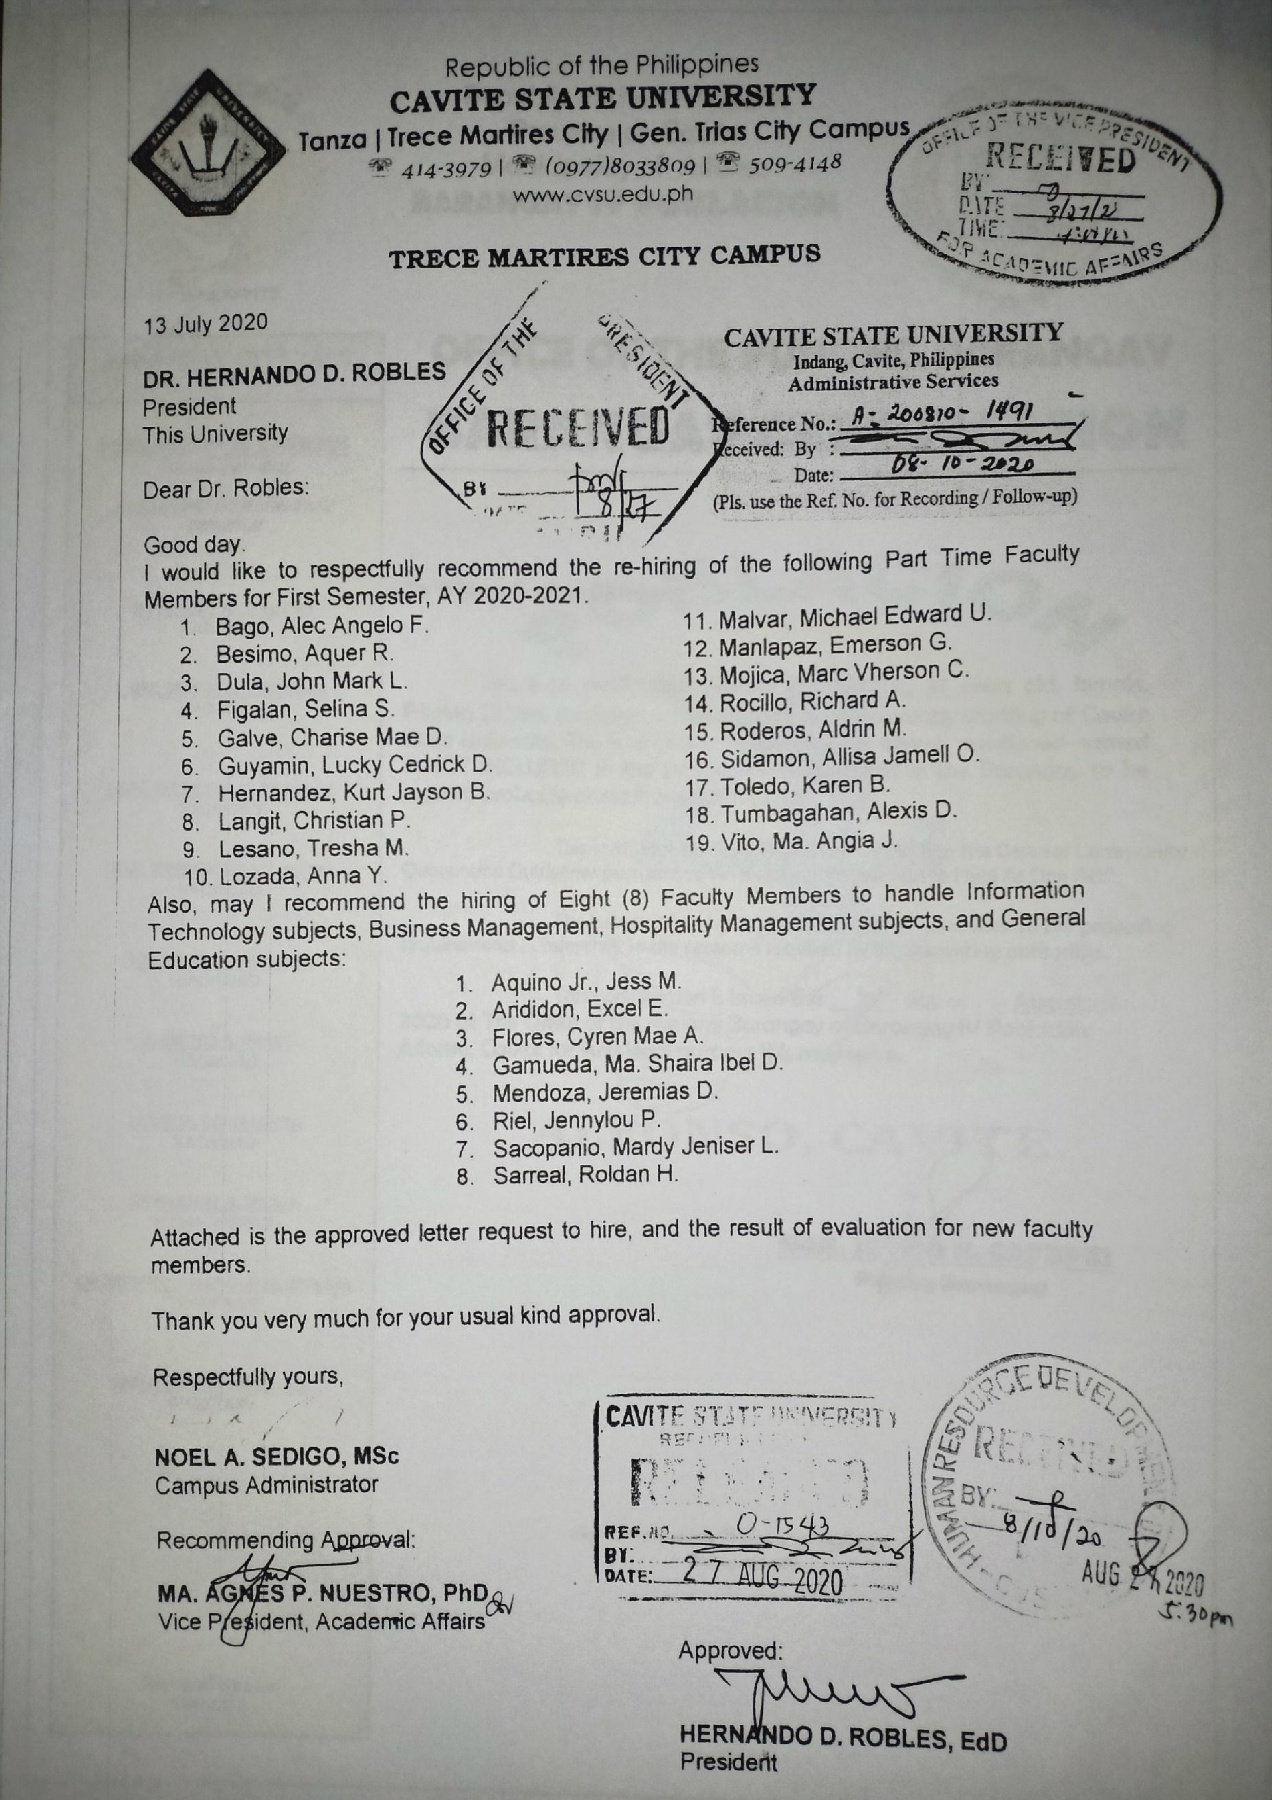 Republic of the Philippines
CAVITE STATE UNIVERSITY
Tanza | Trece Martires City | Gen. Trias City Campus
☏ 414-3979 | ☏ (0977)8033809 | ☏ 509-4148
www.cvsu.edu.ph
OFFICE OF THE VICE PRESIDENT
RECEIVED
BY
DATE
TIME:
FOR ACADEMIC AFFAIRS
TRECE MARTIRES CITY CAMPUS
13 July 2020
DR. HERNANDO D. ROBLES
President
This University
OFFICE OF THE PRESIDENT
RECEIVED
BY
8/27
CAVITE STATE UNIVERSITY
Indang, Cavite, Philippines
Administrative Services
Reference No.: A- 200810- 1491
Received: By :
Date: 08-10-2020
(Pls. use the Ref. No. for Recording / Follow-up)
Dear Dr. Robles:
Good day.
I would like to respectfully recommend the re-hiring of the following Part Time Faculty
Members for First Semester, AY 2020-2021.
1. Bago, Alec Angelo F.
2. Besimo, Aquer R.
3. Dula, John Mark L.
4. Figalan, Selina S.
5. Galve, Charise Mae D.
6. Guyamin, Lucky Cedrick D.
7. Hernandez, Kurt Jayson B.
8. Langit, Christian P.
9. Lesano, Tresha M.
10. Lozada, Anna Y.
11. Malvar, Michael Edward U.
12. Manlapaz, Emerson G.
13. Mojica, Marc Vherson C.
14. Rocillo, Richard A.
15. Roderos, Aldrin M.
16. Sidamon, Allisa Jamell O.
17. Toledo, Karen B.
18. Tumbagahan, Alexis D.
19. Vito, Ma. Angia J.
Also, may I recommend the hiring of Eight (8) Faculty Members to handle Information
Technology subjects, Business Management, Hospitality Management subjects, and General
Education subjects:
1. Aquino Jr., Jess M.
2. Arididon, Excel E.
3. Flores, Cyren Mae A.
4. Gamueda, Ma. Shaira Ibel D.
5. Mendoza, Jeremias D.
6. Riel, Jennylou P.
7. Sacopanio, Mardy Jeniser L.
8. Sarreal, Roldan H.
Attached is the approved letter request to hire, and the result of evaluation for new faculty
members.
Thank you very much for your usual kind approval.
Respectfully yours,
NOEL A. SEDIGO, MSc
Campus Administrator
Recommending Approval:
MA. AGNES P. NUESTRO, PhD
Vice President, Academic Affairs
CAVITE STATE UNIVERSITY
RELEASED
REF.NO. O-1543
BY:
DATE: 27 AUG 2020
HUMAN RESOURCE DEVELOPMENT
RECEIVED
BY:
8/10/20
AUG 27 2020
5:30pm
Approved:
HERNANDO D. ROBLES, EdD
President